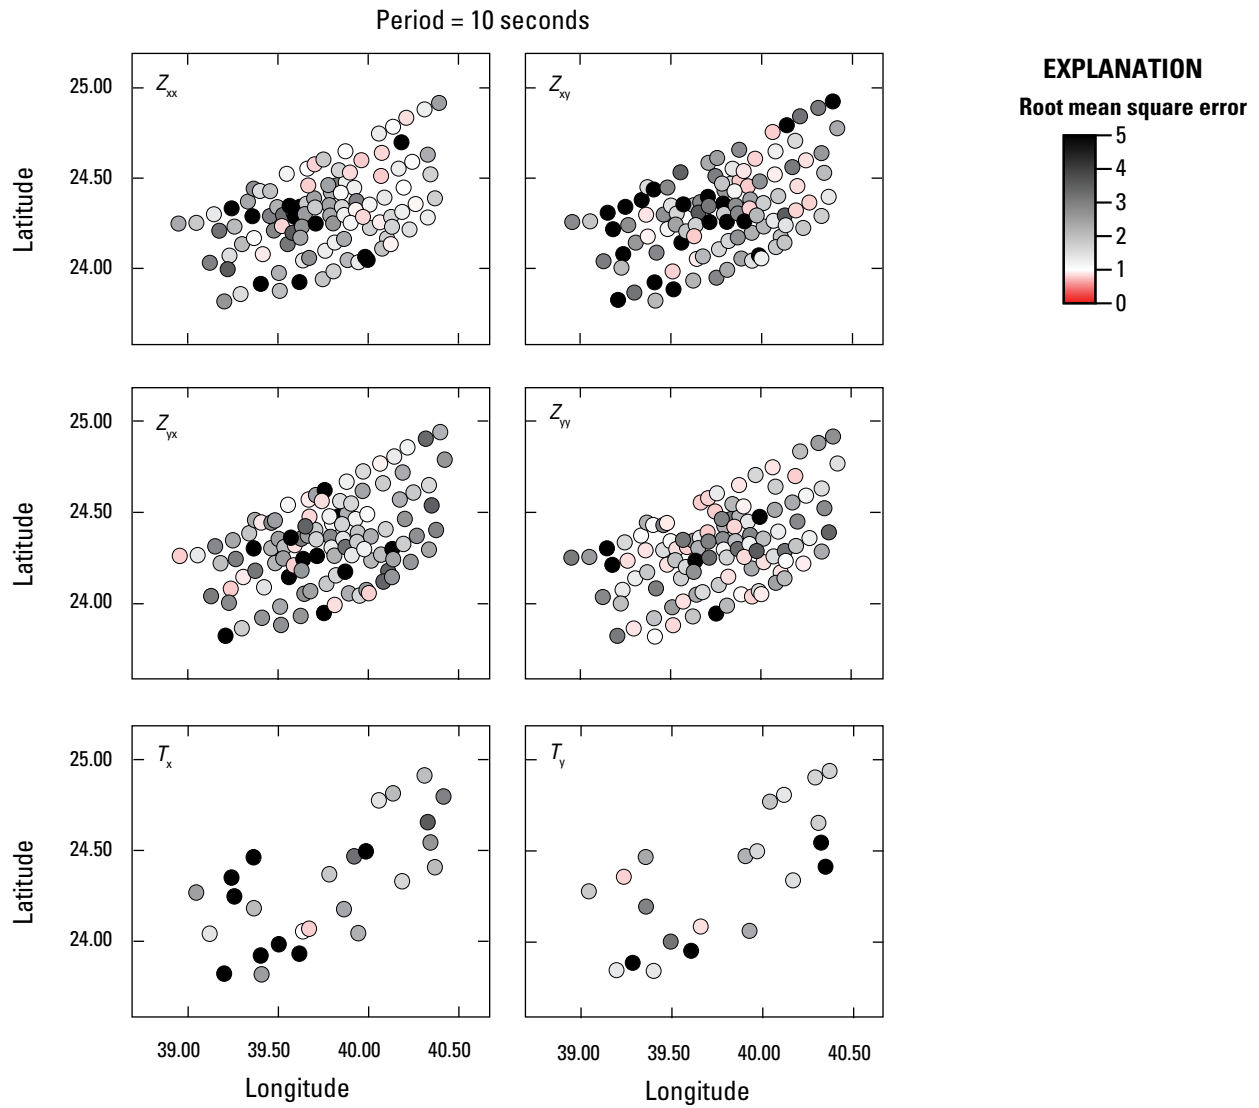 Period = 10 seconds
EXPLANATION
Root mean square error
5
4
3
2
1
0
Zxx
Zxy
25.00
24.50
24.00
Latitude
Zyx
Zyy
25.00
24.50
24.00
Latitude
Tx
Ty
25.00
24.50
24.00
Latitude
39.00 39.50 40.00 40.50
39.00 39.50 40.00 40.50
Longitude
Longitude